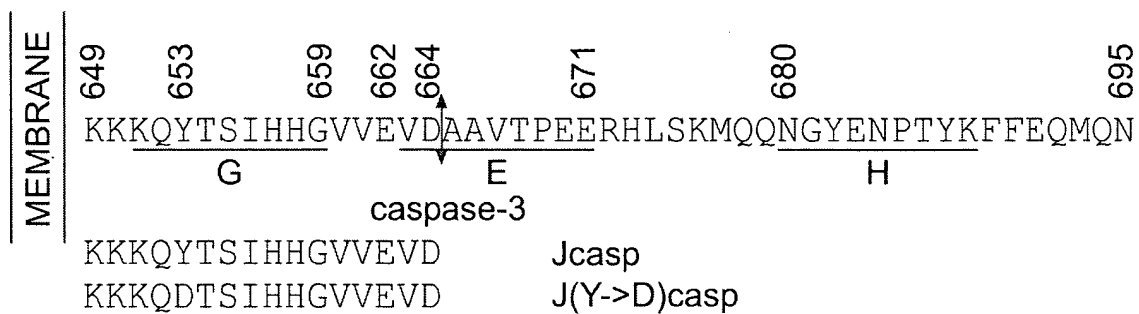 MEMBRANE
649 653 659 662 664 671 680 695
KKKQYTSIHHGVVEVDAAVTPEERHLSKMQQNGYENPTYKFFEQMQN
G E H
caspase-3
KKKQYTSIHHGVVEVD Jcasp
KKKQDTSIHHGVVEVD J(Y->D)casp